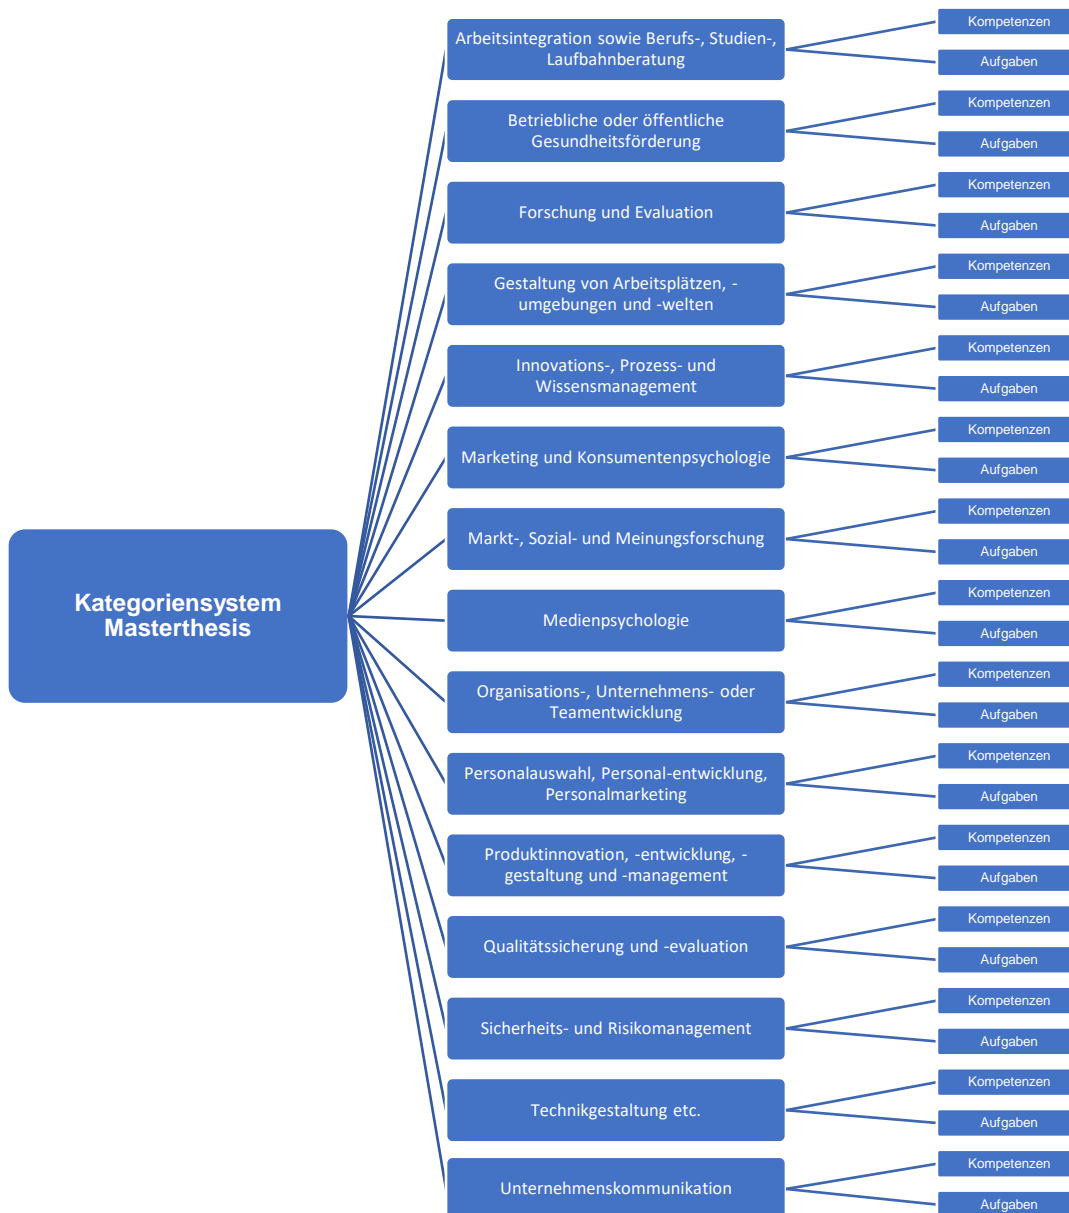 Kategoriensystem
Masterthesis
Arbeitsintegration sowie Berufs-, Studien-,
Laufbahnberatung
Kompetenzen
Aufgaben
Betriebliche oder öffentliche
Gesundheitsförderung
Kompetenzen
Aufgaben
Forschung und Evaluation
Kompetenzen
Aufgaben
Gestaltung von Arbeitsplätzen, -
umgebungen und -welten
Kompetenzen
Aufgaben
Innovations-, Prozess- und
Wissensmanagement
Kompetenzen
Aufgaben
Marketing und Konsumentenpsychologie
Kompetenzen
Aufgaben
Markt-, Sozial- und Meinungsforschung
Kompetenzen
Aufgaben
Medienpsychologie
Kompetenzen
Aufgaben
Organisations-, Unternehmens- oder
Teamentwicklung
Kompetenzen
Aufgaben
Personalauswahl, Personal-entwicklung,
Personalmarketing
Kompetenzen
Aufgaben
Produktinnovation, -entwicklung, -
gestaltung und -management
Kompetenzen
Aufgaben
Qualitätssicherung und -evaluation
Kompetenzen
Aufgaben
Sicherheits- und Risikomanagement
Kompetenzen
Aufgaben
Technikgestaltung etc.
Kompetenzen
Aufgaben
Unternehmenskommunikation
Kompetenzen
Aufgaben